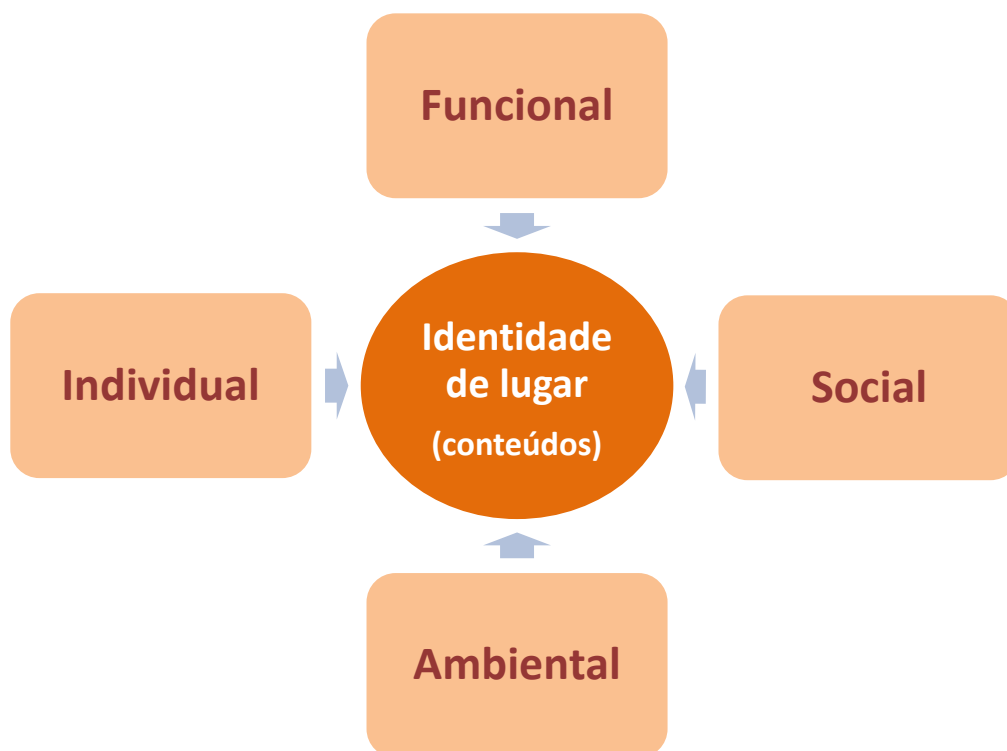 Funcional
Individual
Identidade
de lugar
(conteúdos)
Social
Ambiental